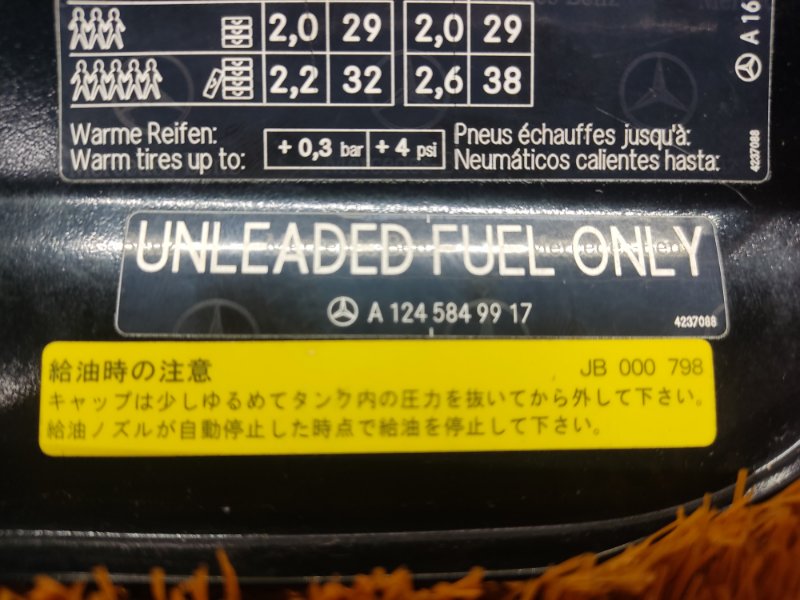 2,0 29 2,0 29
2,2 32 2,6 38
A 16
Warme Reifen:
Warm tires up to:
+ 0,3 bar + 4 psi
Pneus échauffes jusqu'à:
Neumáticos calientes hasta:
4237088
UNLEADED FUEL ONLY
A 124 584 99 17
4237088
給油時の注意
JB 000 798
キャップは少しゆるめてタンク内の圧力を抜いてから外して下さい。
給油ノズルが自動停止した時点で給油を停止して下さい。